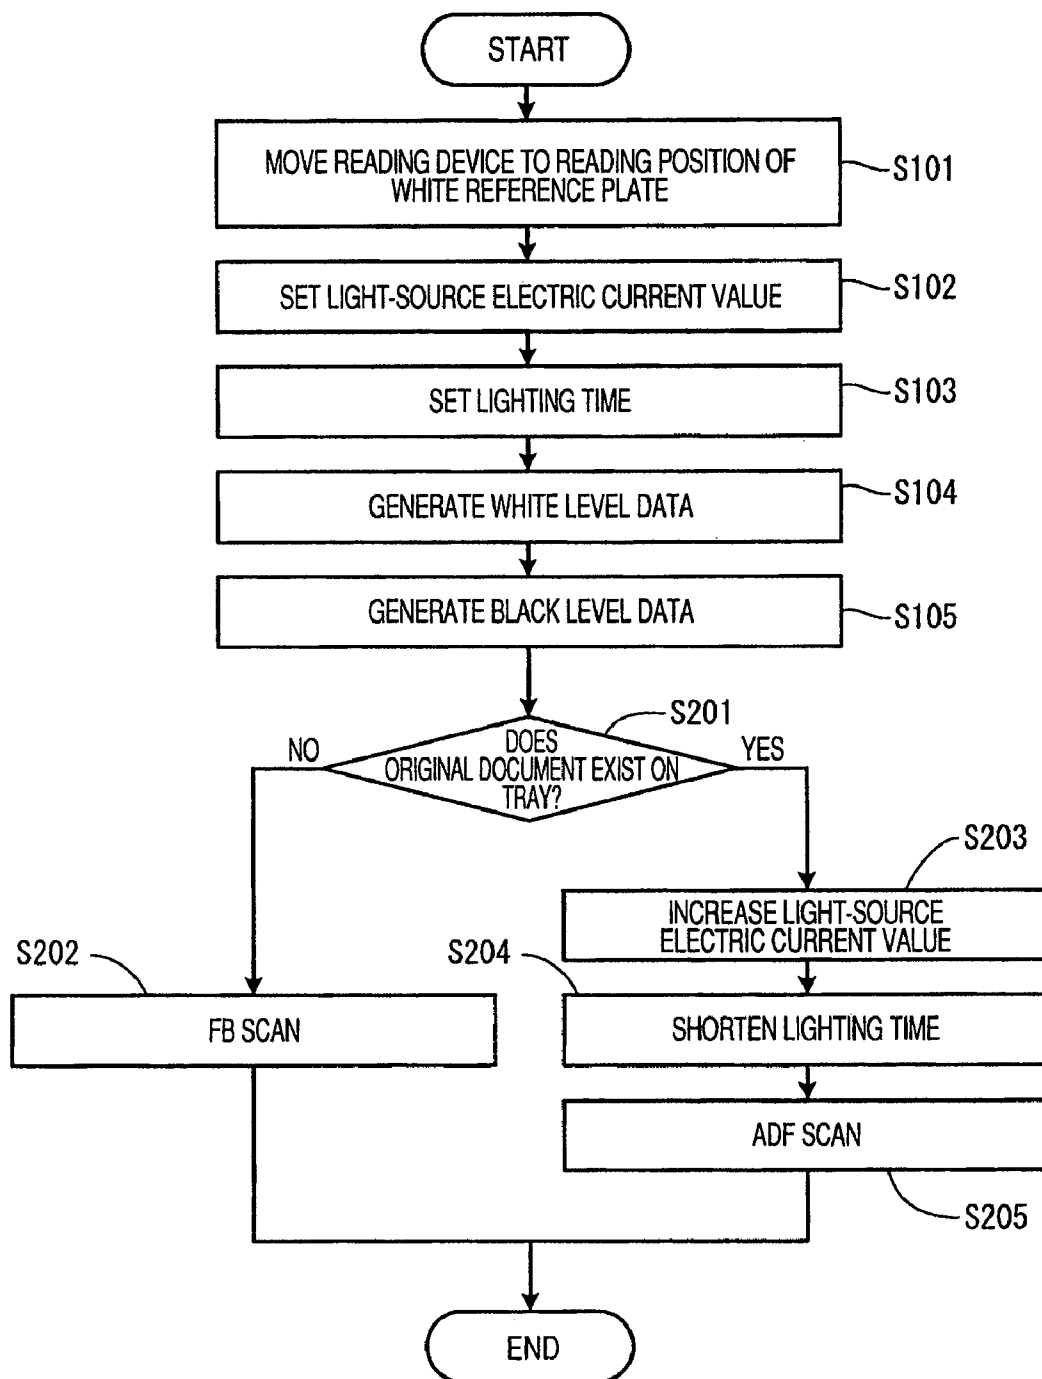 START
MOVE READING DEVICE TO READING POSITION OF
WHITE REFERENCE PLATE
S101
SET LIGHT-SOURCE ELECTRIC CURRENT VALUE
S102
SET LIGHTING TIME
S103
GENERATE WHITE LEVEL DATA
S104
GENERATE BLACK LEVEL DATA
S105
S201
NO
DOES
ORIGINAL DOCUMENT EXIST ON
TRAY?
YES
S203
INCREASE LIGHT-SOURCE
ELECTRIC CURRENT VALUE
S202
S204
FB SCAN
SHORTEN LIGHTING TIME
ADF SCAN
S205
END